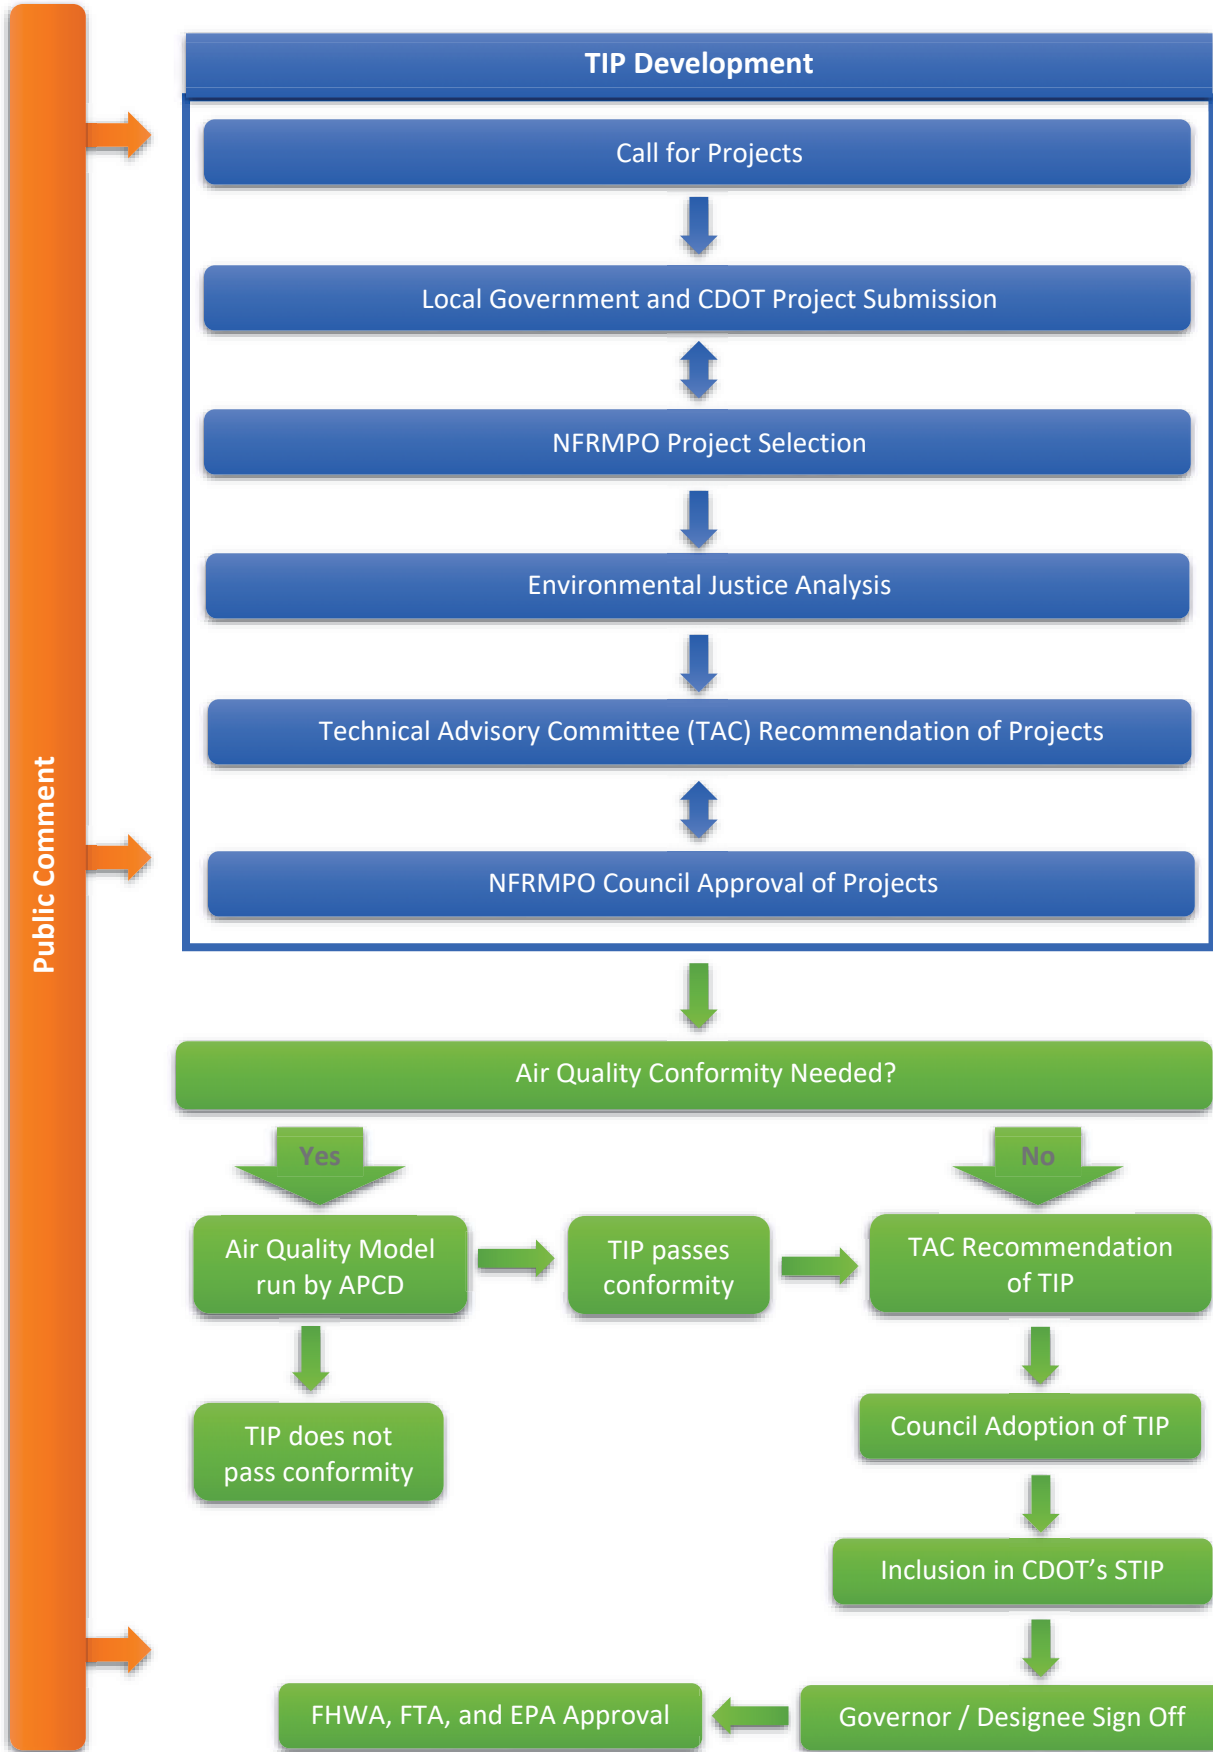 Public Comment
TIP Development
Call for Projects
Local Government and CDOT Project Submission
NFRMPO Project Selection
Environmental Justice Analysis
Technical Advisory Committee (TAC) Recommendation of Projects
NFRMPO Council Approval of Projects
Air Quality Conformity Needed?
Yes
No
Air Quality Model
run by APCD
TIP passes
conformity
TAC Recommendation
of TIP
TIP does not
pass conformity
Council Adoption of TIP
Inclusion in CDOT’s STIP
Governor / Designee Sign Off
FHWA, FTA, and EPA Approval